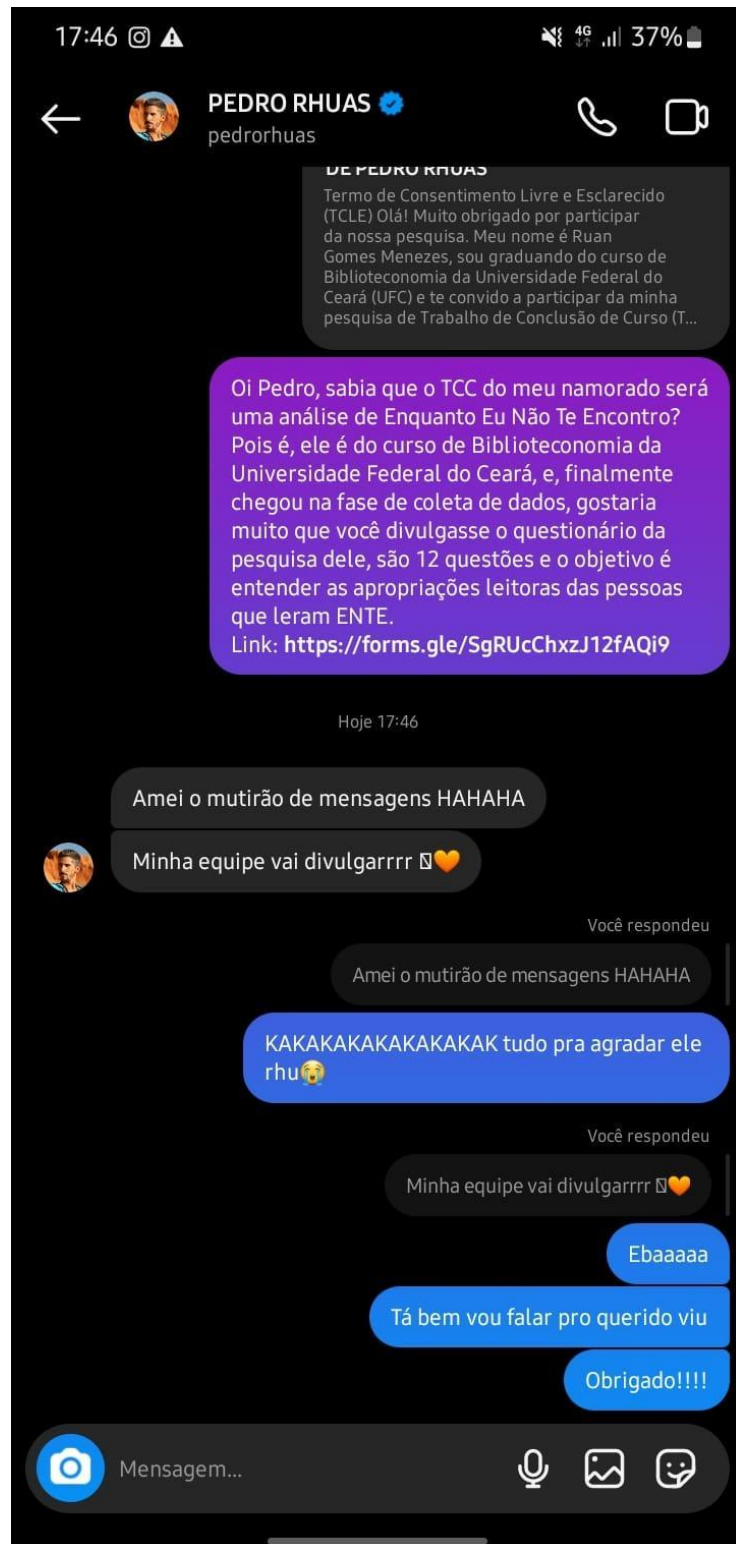 17:46
4G
37%
PEDRO RHUAS
pedrorhuas
DE PEDRO RHUAS
Termo de Consentimento Livre e Esclarecido
(TCLE) Olá! Muito obrigado por participar
da nossa pesquisa. Meu nome é Ruan
Gomes Menezes, sou graduando do curso de
Biblioteconomia da Universidade Federal do
Ceará (UFC) e te convido a participar da minha
pesquisa de Trabalho de Conclusão de Curso (T...
Oi Pedro, sabia que o TCC do meu namorado será
uma análise de Enquanto Eu Não Te Encontro?
Pois é, ele é do curso de Biblioteconomia da
Universidade Federal do Ceará, e, finalmente
chegou na fase de coleta de dados, gostaria
muito que você divulgasse o questionário da
pesquisa dele, são 12 questões e o objetivo é
entender as apropriações leitoras das pessoas
que leram ENTE.
Link: https://forms.gle/SgRUcChxzJ12fAQi9
Hoje 17:46
Amei o mutirão de mensagens HAHAHA
Minha equipe vai divulgarrrr 🧡
Você respondeu
Amei o mutirão de mensagens HAHAHA
KAKAKAKAKAKAKAKAK tudo pra agradar ele
rhu😭
Você respondeu
Minha equipe vai divulgarrrr 🧡
Ebaaaaa
Tá bem vou falar pro querido viu
Obrigado!!!!
Mensagem...